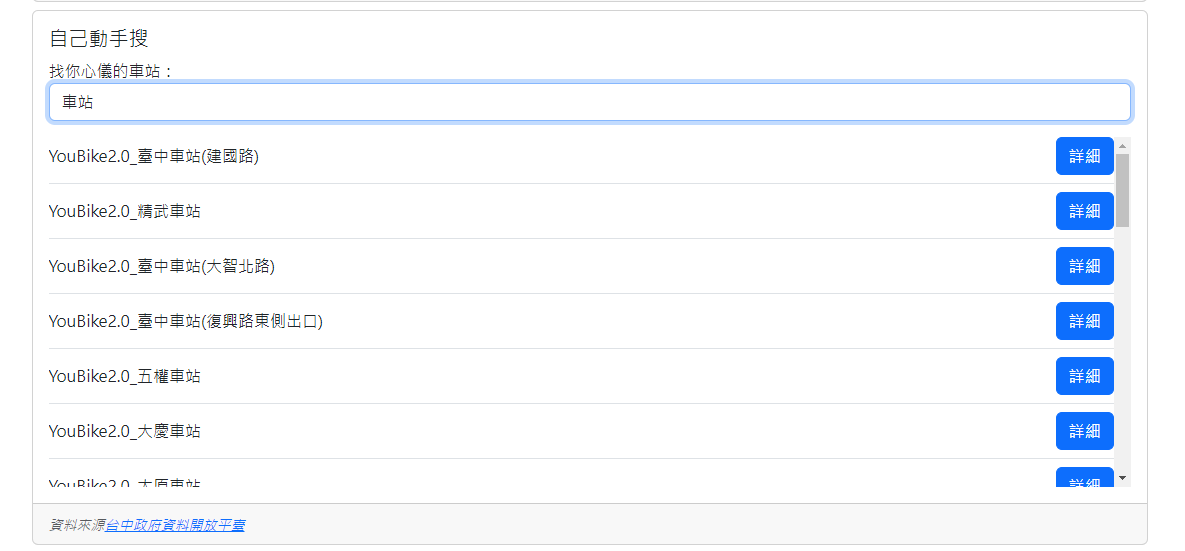 自己動手搜
找你心儀的車站：
車站
YouBike2.0_臺中車站(建國路) 詳細
YouBike2.0_精武車站 詳細
YouBike2.0_臺中車站(大智北路) 詳細
YouBike2.0_臺中車站(復興路東側出口) 詳細
YouBike2.0_五權車站 詳細
YouBike2.0_大慶車站 詳細
YouBike2.0_太原車站 詳細
資料來源台中政府資料開放平臺